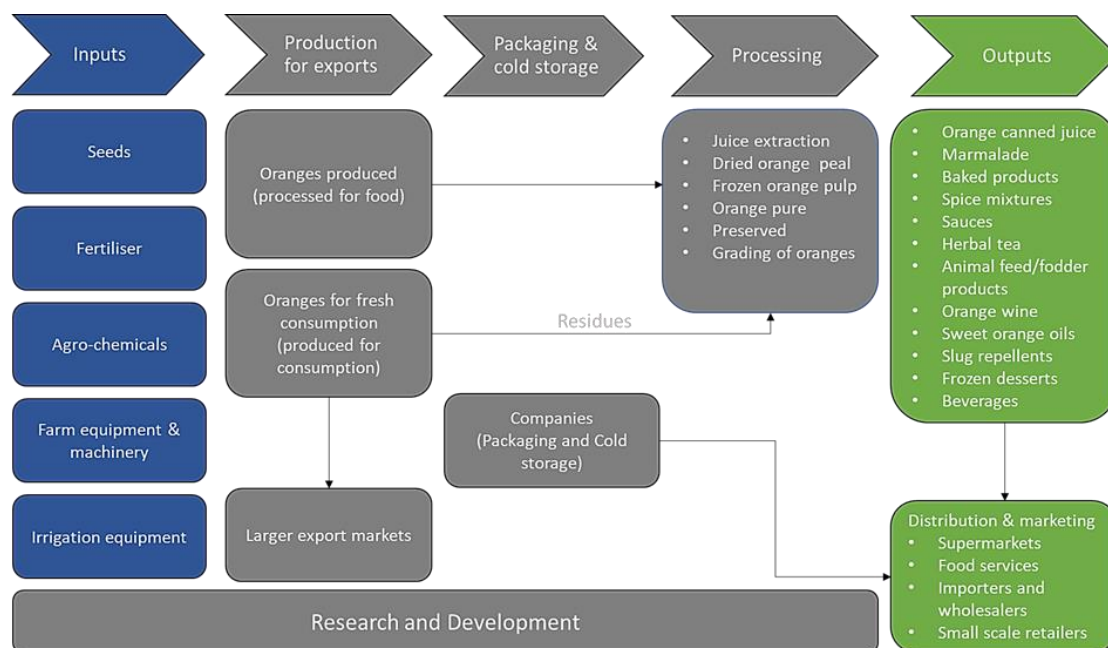 Inputs
Production
for exports
Packaging &
cold storage
Processing
Outputs
Seeds
Fertiliser
Agro-chemicals
Farm equipment &
machinery
Irrigation equipment
Oranges produced
(processed for food)
Oranges for fresh
consumption
(produced for
consumption)
Larger export markets
Residues
Companies
(Packaging and Cold
storage)
• Juice extraction
• Dried orange peal
• Frozen orange pulp
• Orange pure
• Preserved
• Grading of oranges
• Orange canned juice
• Marmalade
• Baked products
• Spice mixtures
• Sauces
• Herbal tea
• Animal feed/fodder
products
• Orange wine
• Sweet orange oils
• Slug repellents
• Frozen desserts
• Beverages
Distribution & marketing
• Supermarkets
• Food services
• Importers and
wholesalers
• Small scale retailers
Research and Development